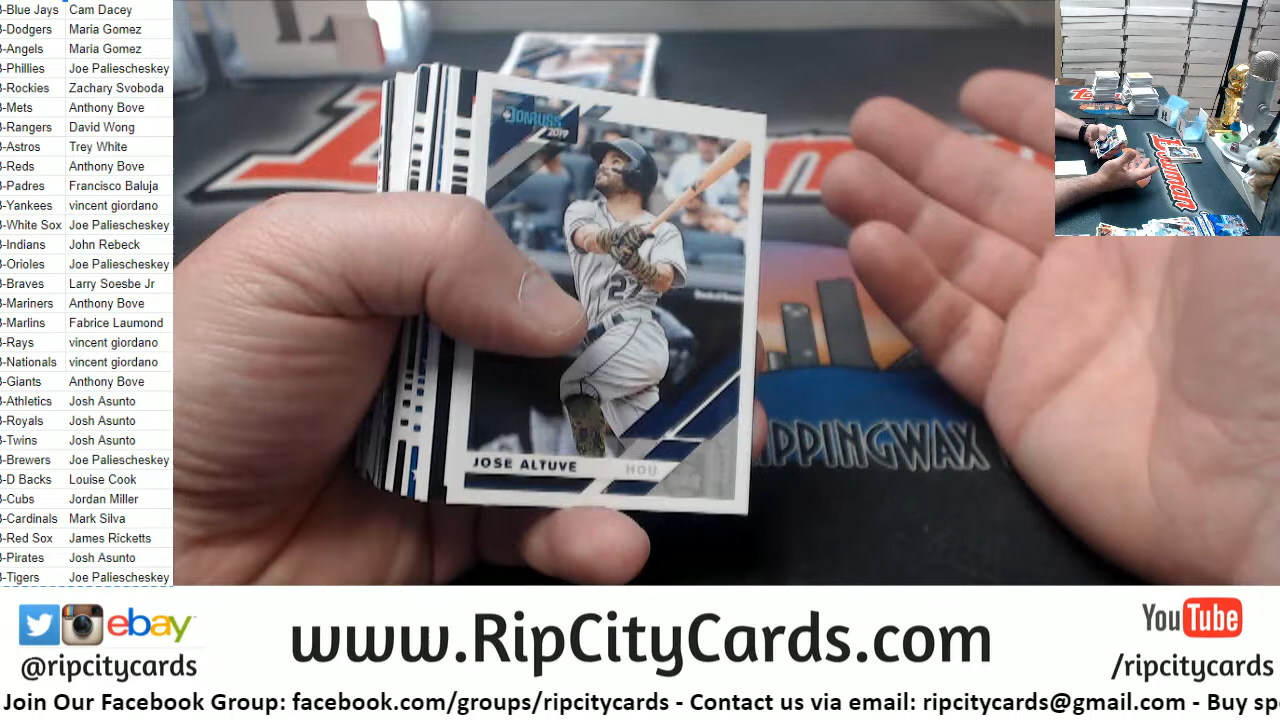 B-Blue Jays Cam Dacey
B-Dodgers Maria Gomez
B-Angels Maria Gomez
B-Phillies Joe Paliescheskey
B-Rockies Zachary Svoboda
B-Mets Anthony Bove
B-Rangers David Wong
B-Astros Trey White
B-Reds Anthony Bove
B-Padres Francisco Baluja
B-Yankees vincent giordano
B-White Sox Joe Paliescheskey
B-Indians John Rebeck
B-Orioles Joe Paliescheskey
B-Braves Larry Soesbe Jr
B-Mariners Anthony Bove
B-Marlins Fabrice Laumond
B-Rays vincent giordano
B-Nationals vincent giordano
B-Giants Anthony Bove
B-Athletics Josh Asunto
B-Royals Josh Asunto
B-Twins Josh Asunto
B-Brewers Joe Paliescheskey
B-D Backs Louise Cook
B-Cubs Jordan Miller
B-Cardinals Mark Silva
B-Red Sox James Ricketts
B-Pirates Josh Asunto
B-Tigers Joe Paliescheskey
DONRUSS
2019
27
JOSE ALTUVE HOU
IPPINGWAX
ebay
@ripcitycards
www.RipCityCards.com
YouTube
/ripcitycards
Join Our Facebook Group: facebook.com/groups/ripcitycards - Contact us via email: ripcitycards@gmail.com - Buy sp